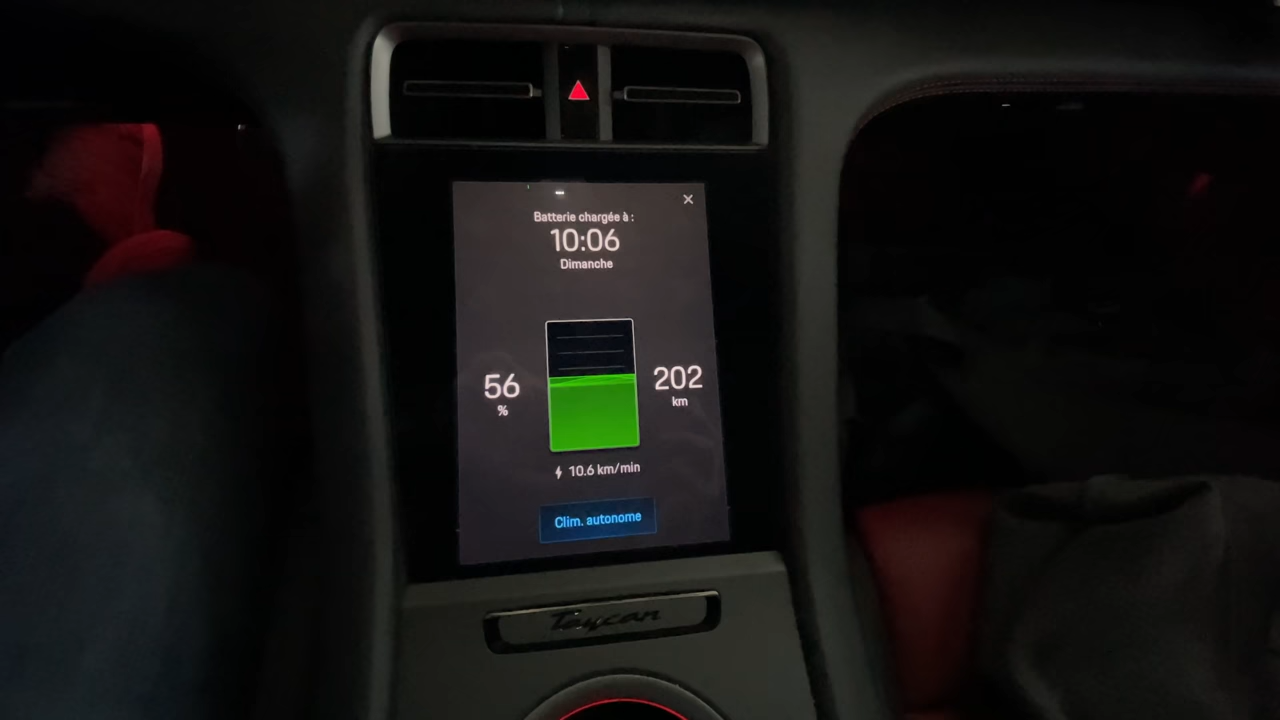 Batterie chargée à :
10:06
Dimanche
56
%
202
km
10.6 km/min
Clim. autonome
Taycan